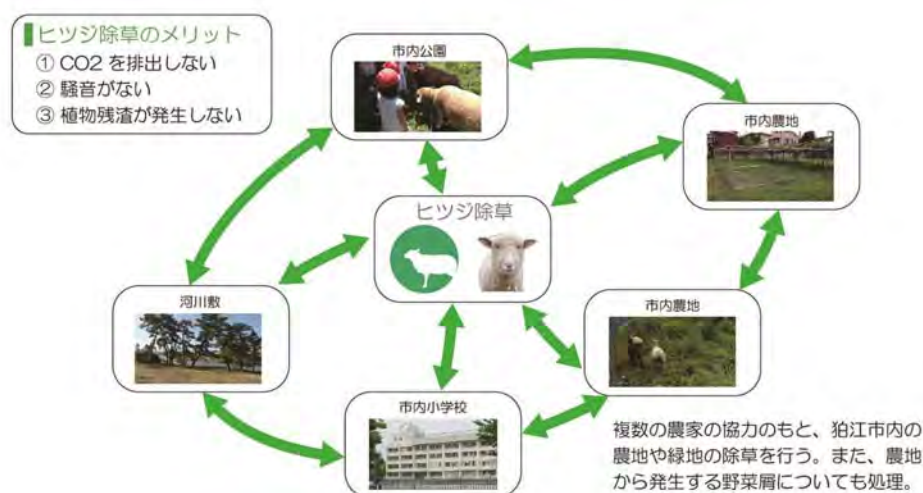 ヒツジ除草のメリット
① CO2 を排出しない
② 騒音がない
③ 植物残渣が発生しない
市内公園
市内農地
ヒツジ除草
河川敷
市内農地
市内小学校
複数の農家の協力のもと、狛江市内の
農地や緑地の除草を行う。また、農地
から発生する野菜屑についても処理。